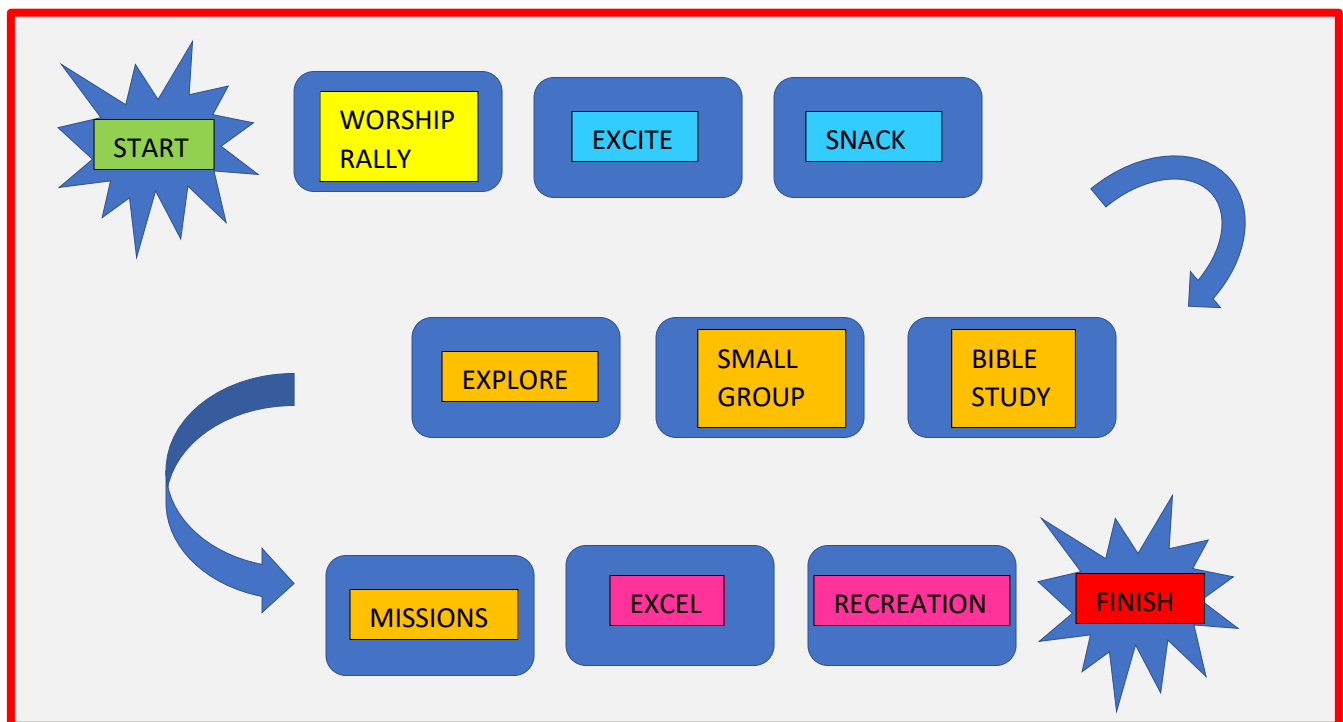 START
WORSHIP
RALLY
EXCITE
SNACK
EXPLORE
SMALL
GROUP
BIBLE
STUDY
MISSIONS
EXCEL
RECREATION
FINISH